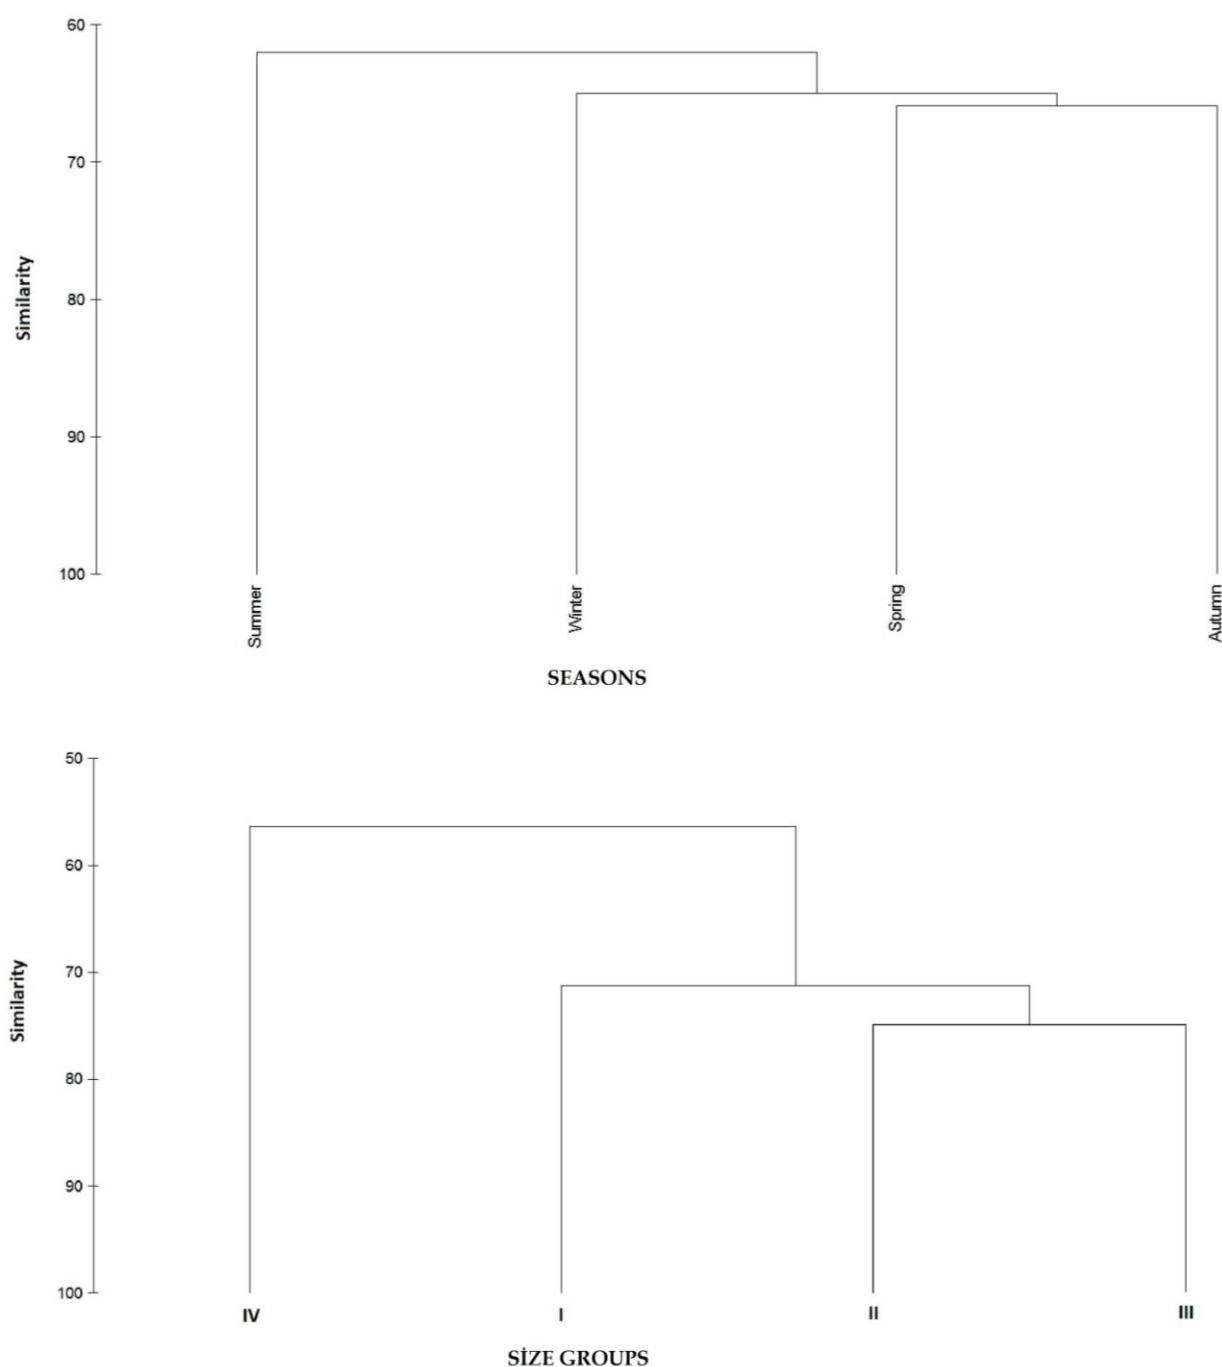 60
70
80
90
100
Similarity
Summer
Winter
Spring
Autumn
SEASONS
50
60
70
80
90
100
Similarity
IV
I
II
III
SİZE GROUPS